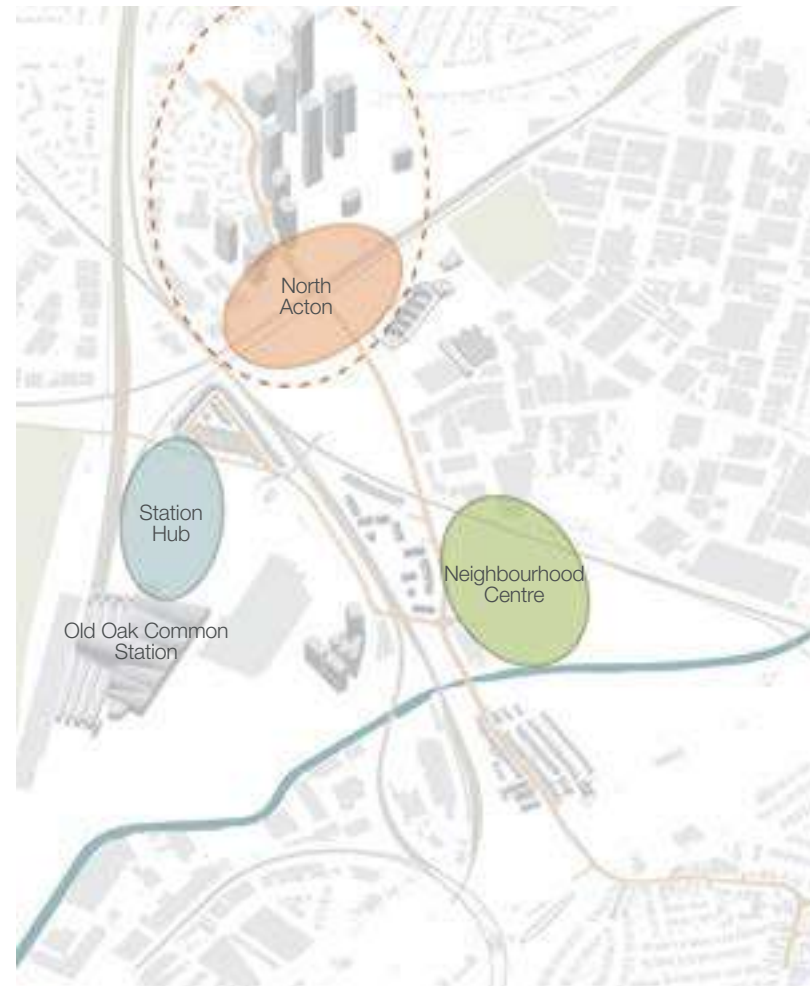 North
Acton
Station
Hub
Neighbourhood
Centre
Old Oak Common
Station